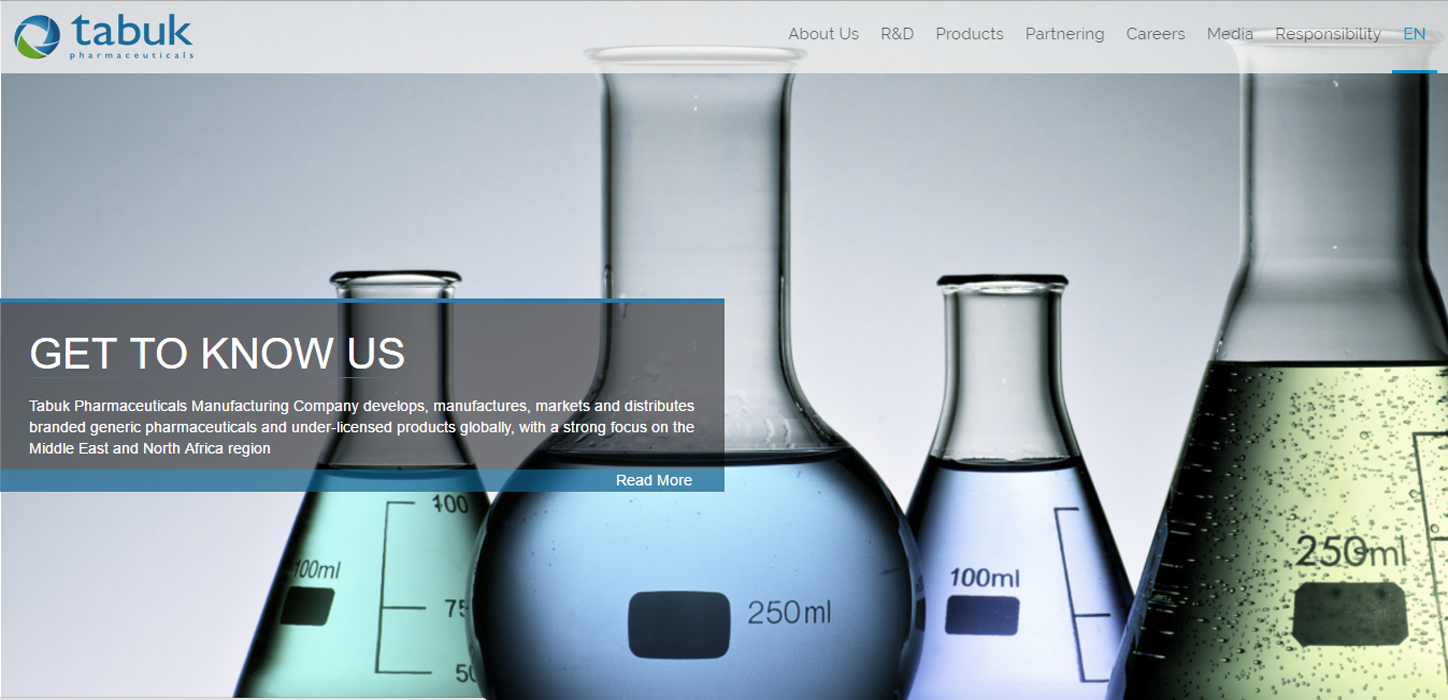 tabuk
pharmaceuticals
About Us R&D Products Partnering Careers Media Responsibility EN
GET TO KNOW US
Tabuk Pharmaceuticals Manufacturing Company develops, manufactures, markets and distributes
branded generic pharmaceuticals and under-licensed products globally, with a strong focus on the
Middle East and North Africa region
Read More
100
100ml
75
50
250ml
100ml
250ml